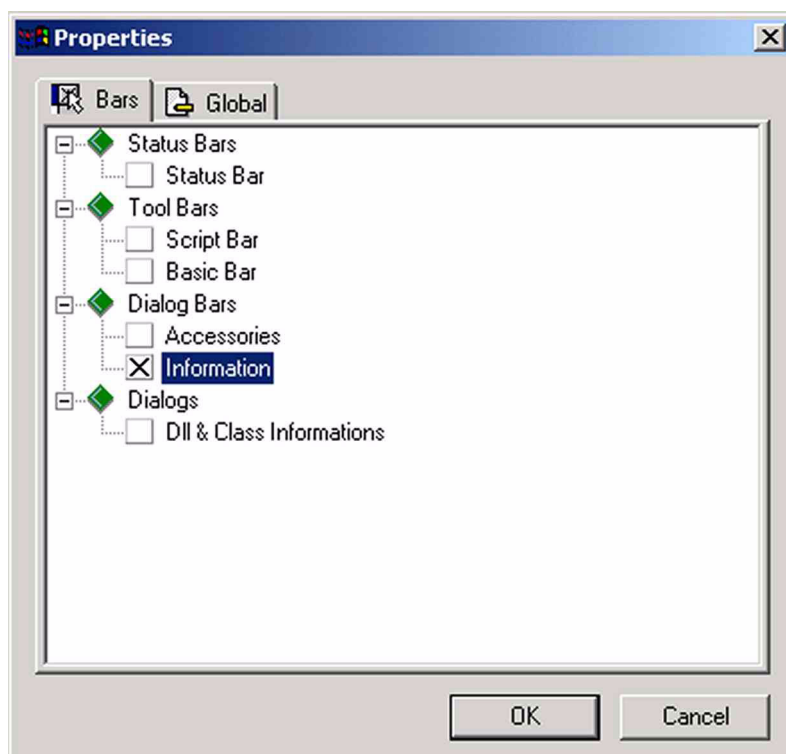 Properties
Bars Global
Status Bars
Status Bar
Tool Bars
Script Bar
Basic Bar
Dialog Bars
Accessories
Information
Dialogs
Dll & Class Informations
OK Cancel